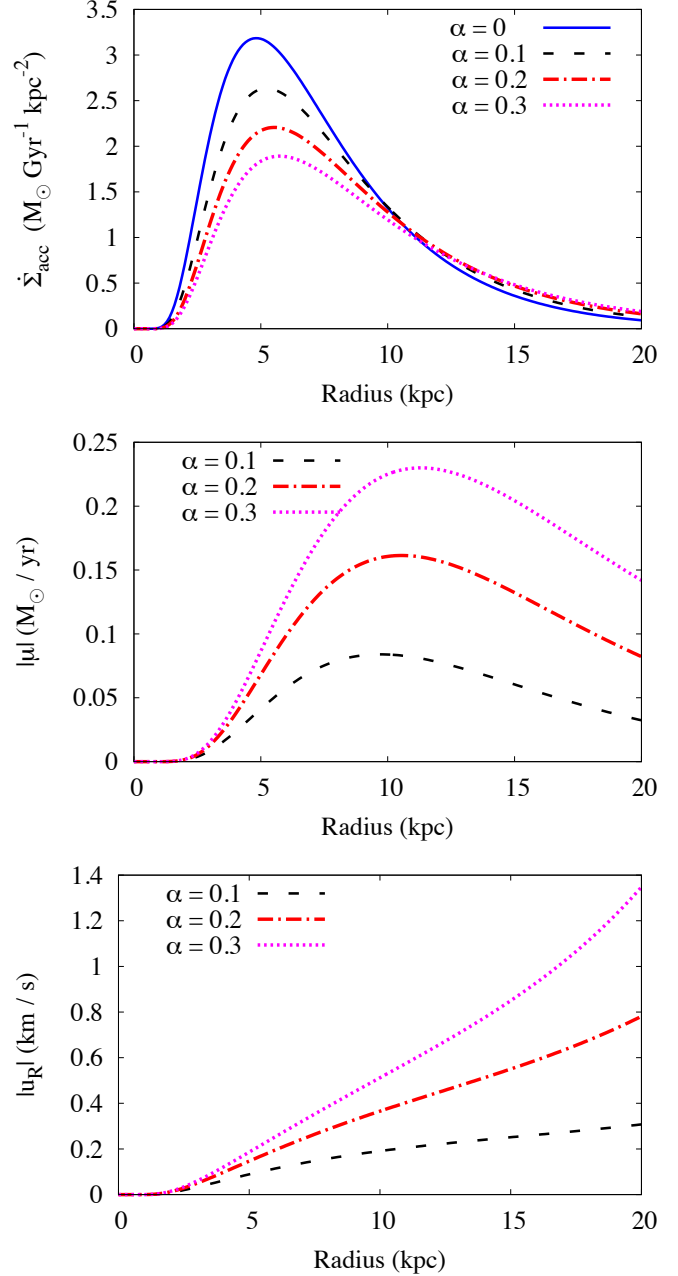 Σ̇acc (M⊙ Gyr⁻¹ kpc⁻²)
3.5
3
2.5
2
1.5
1
0.5
0
α = 0
α = 0.1
α = 0.2
α = 0.3
0 5 10 15 20
Radius (kpc)
|μ| (M⊙ / yr)
0.25
0.2
0.15
0.1
0.05
0
α = 0.1
α = 0.2
α = 0.3
0 5 10 15 20
Radius (kpc)
|uR| (km / s)
1.4
1.2
1
0.8
0.6
0.4
0.2
0
α = 0.1
α = 0.2
α = 0.3
0 5 10 15 20
Radius (kpc)